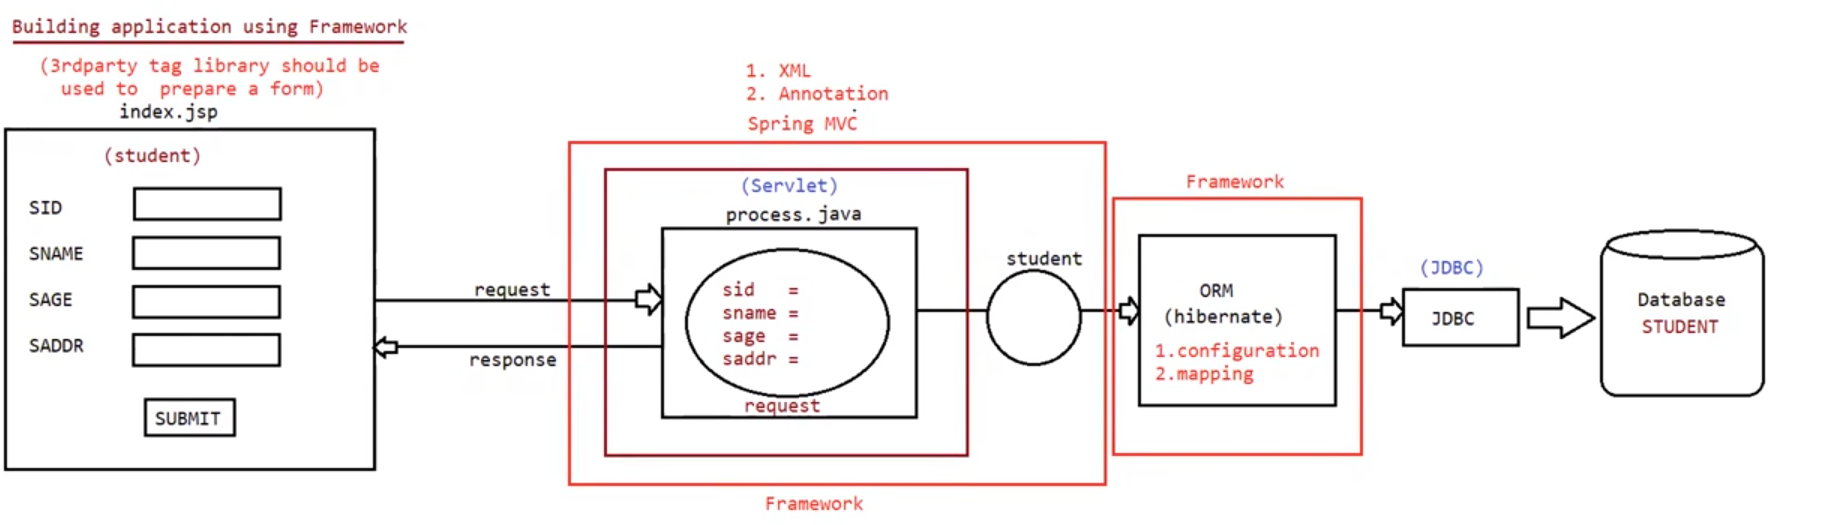 Building application using Framework
(3rdparty tag library should be
used to prepare a form)
index.jsp
(student)
SID
SNAME
SAGE
SADDR
SUBMIT
request
response
1. XML
2. Annotation
Spring MVC
(Servlet)
process.java
sid =
sname =
sage =
saddr =
request
Framework
student
Framework
ORM
(hibernate)
1.configuration
2.mapping
(JDBC)
JDBC
Database
STUDENT